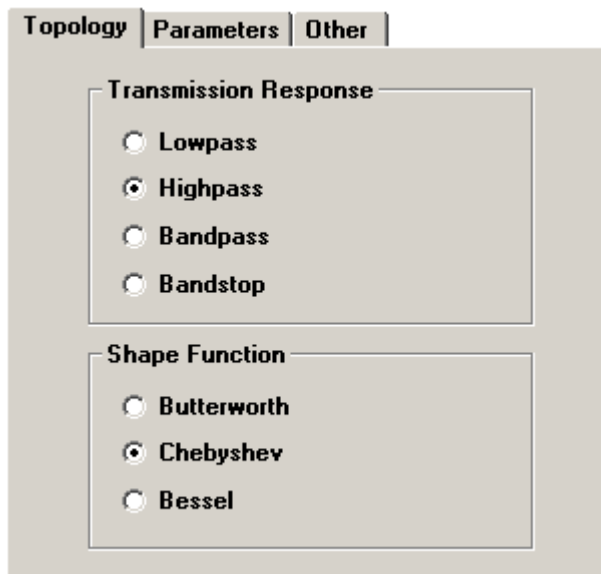 Topology Parameters Other
Transmission Response
Lowpass
Highpass
Bandpass
Bandstop
Shape Function
Butterworth
Chebyshev
Bessel